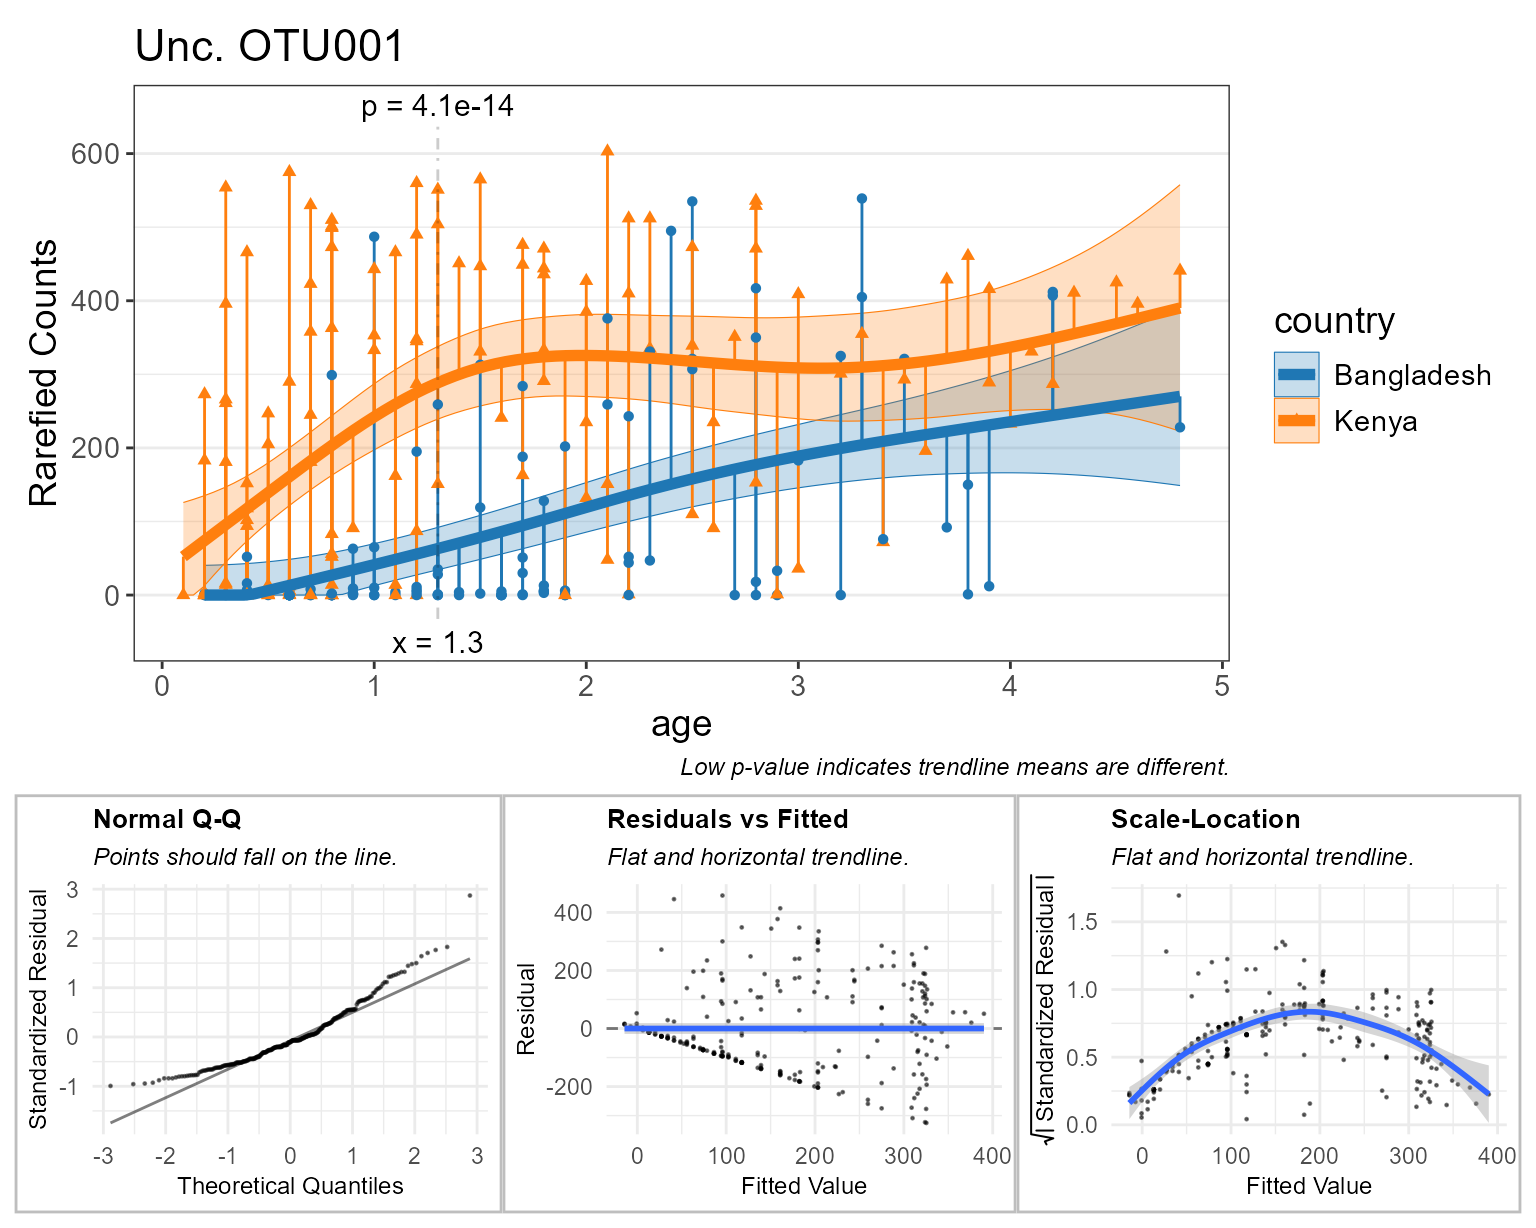 Unc. OTU001
p = 4.1e-14
600
400
200
0
Rarefied Counts
x = 1.3
0 1 2 3 4 5
age
country
Bangladesh
Kenya
Low p-value indicates trendline means are different.
Normal Q-Q
Points should fall on the line.
3
2
1
0
-1
Standardized Residual
-3 -2 -1 0 1 2 3
Theoretical Quantiles
Residuals vs Fitted
Flat and horizontal trendline.
400
200
0
-200
Residual
0 100 200 300 400
Fitted Value
Scale-Location
Flat and horizontal trendline.
1.5
1.0
0.5
0.0
√| Standardized Residual |
0 100 200 300 400
Fitted Value